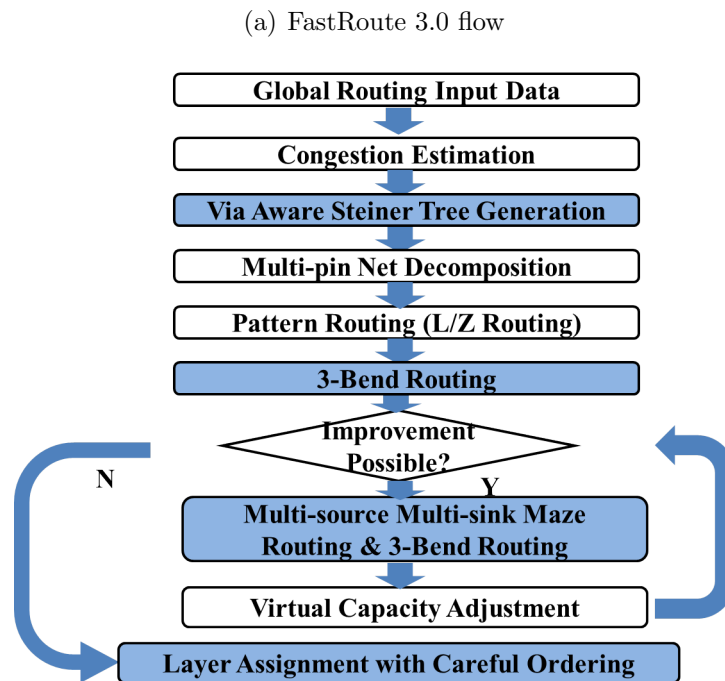 (a) FastRoute 3.0 flow
Global Routing Input Data
Congestion Estimation
Via Aware Steiner Tree Generation
Multi-pin Net Decomposition
Pattern Routing (L/Z Routing)
3-Bend Routing
Improvement
Possible?
N
Y
Multi-source Multi-sink Maze
Routing & 3-Bend Routing
Virtual Capacity Adjustment
Layer Assignment with Careful Ordering